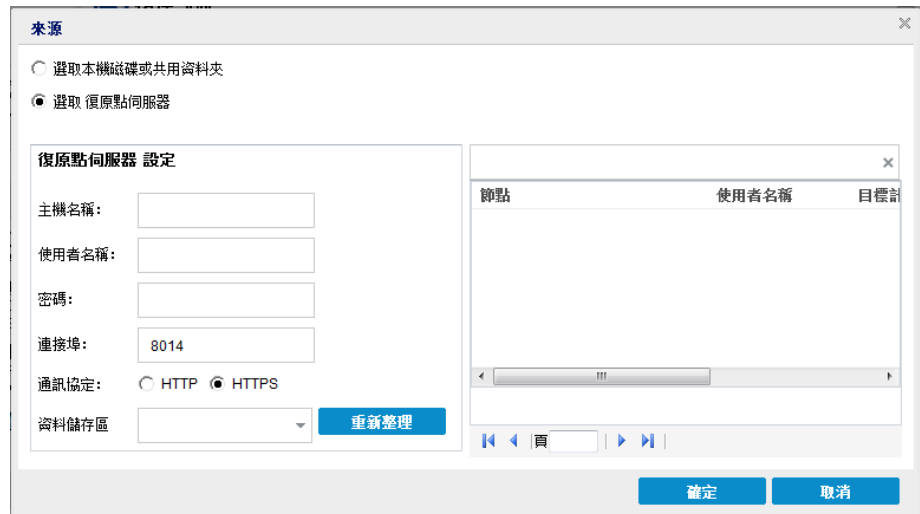 來源
選取本機磁碟或共用資料夾
選取 復原點伺服器
復原點伺服器 設定
主機名稱:
使用者名稱:
密碼:
連接埠: 8014
通訊協定: HTTP HTTPS
資料儲存區 重新整理
節點 使用者名稱 目標計
頁
確定 取消